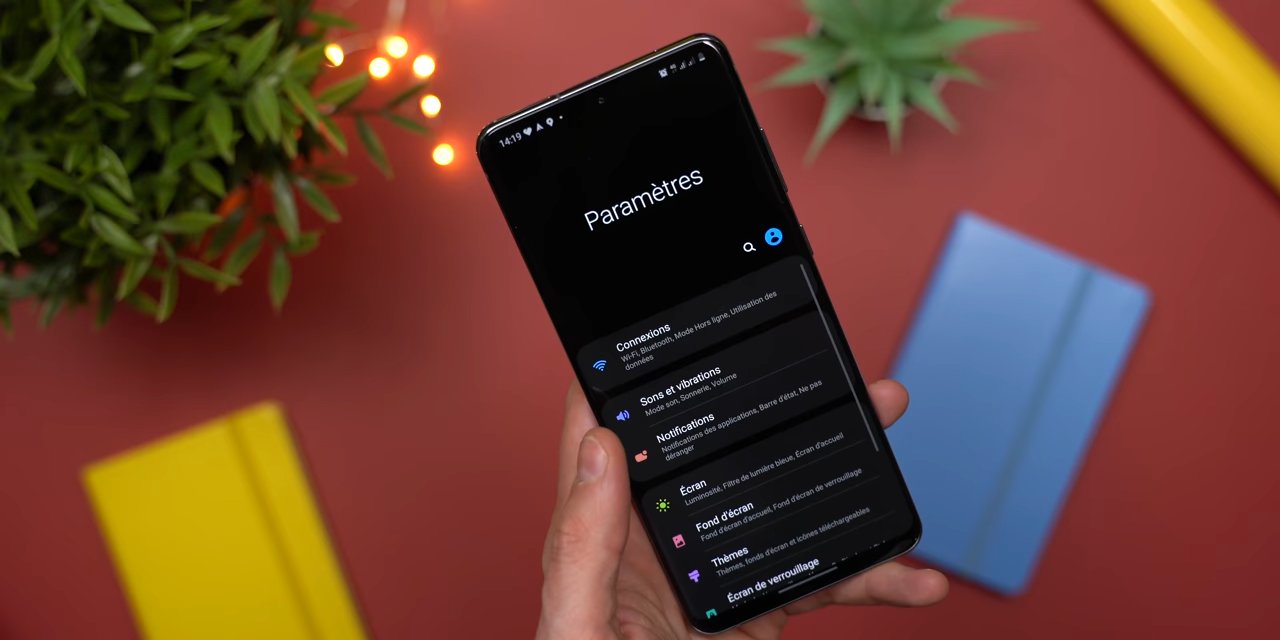 14:19
Paramètres
Connexions
Wi-Fi, Bluetooth, Mode Hors ligne, Utilisation des
données
Sons et vibrations
Mode son, Sonnerie, Volume
Notifications
Notifications des applications, Barre d'état, Ne pas
déranger
Écran
Luminosité, Filtre de lumière bleue, Écran d'accueil
Fond d'écran
Fond d'écran d'accueil, Fond d'écran de verrouillage
Thèmes
Thèmes, fonds d'écran et icônes téléchargeables
Écran de verrouillage